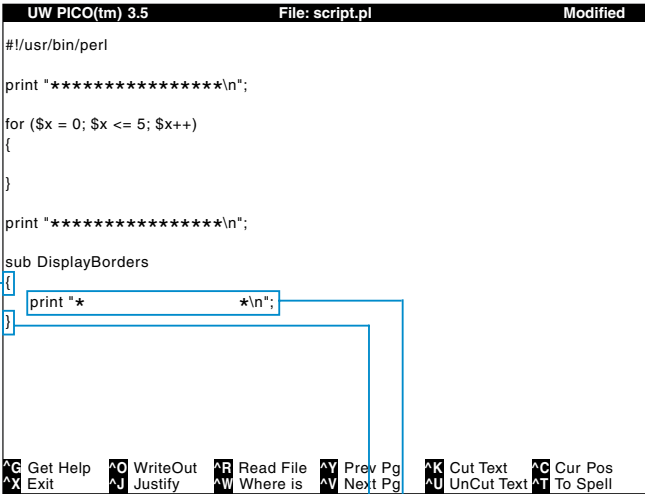 UW PICO(tm) 3.5 File: script.pl Modified
#!/usr/bin/perl
print "****************\n";
for ($x = 0; $x <= 5; $x++)
{
}
print "****************\n";
sub DisplayBorders
{
print "* *\n";
}
^G Get Help ^O WriteOut ^R Read File ^Y Prev Pg ^K Cut Text ^C Cur Pos
^X Exit ^J Justify ^W Where is ^V Next Pg ^U UnCut Text ^T To Spell